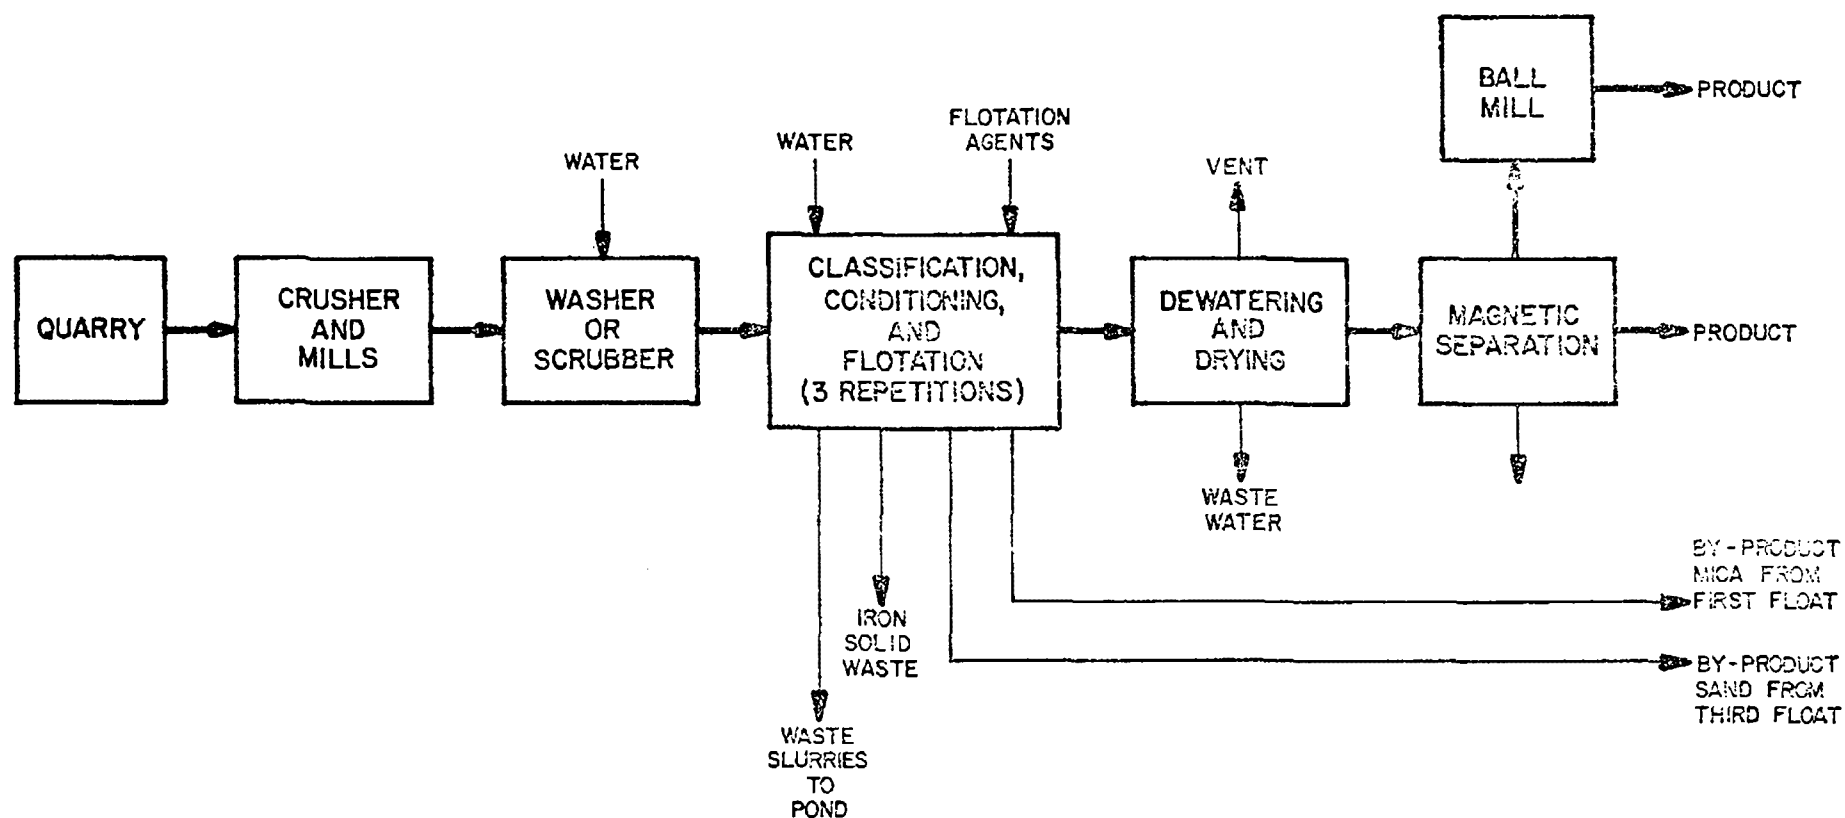 BALL
MILL
PRODUCT
FLOTATION
AGENTS
WATER
WATER
VENT
QUARRY
CRUSHER
AND
MILLS
WASHER
OR
SCRUBBER
CLASSIFICATION,
CONDITIONING,
AND
FLOTATION
(3 REPETITIONS)
DEWATERING
AND
DRYING
MAGNETIC
SEPARATION
PRODUCT
WASTE
WATER
BY-PRODUCT
MICA FROM
FIRST FLOAT
IRON
SOLID
WASTE
BY-PRODUCT
SAND FROM
THIRD FLOAT
WASTE
SLURRIES
TO
POND